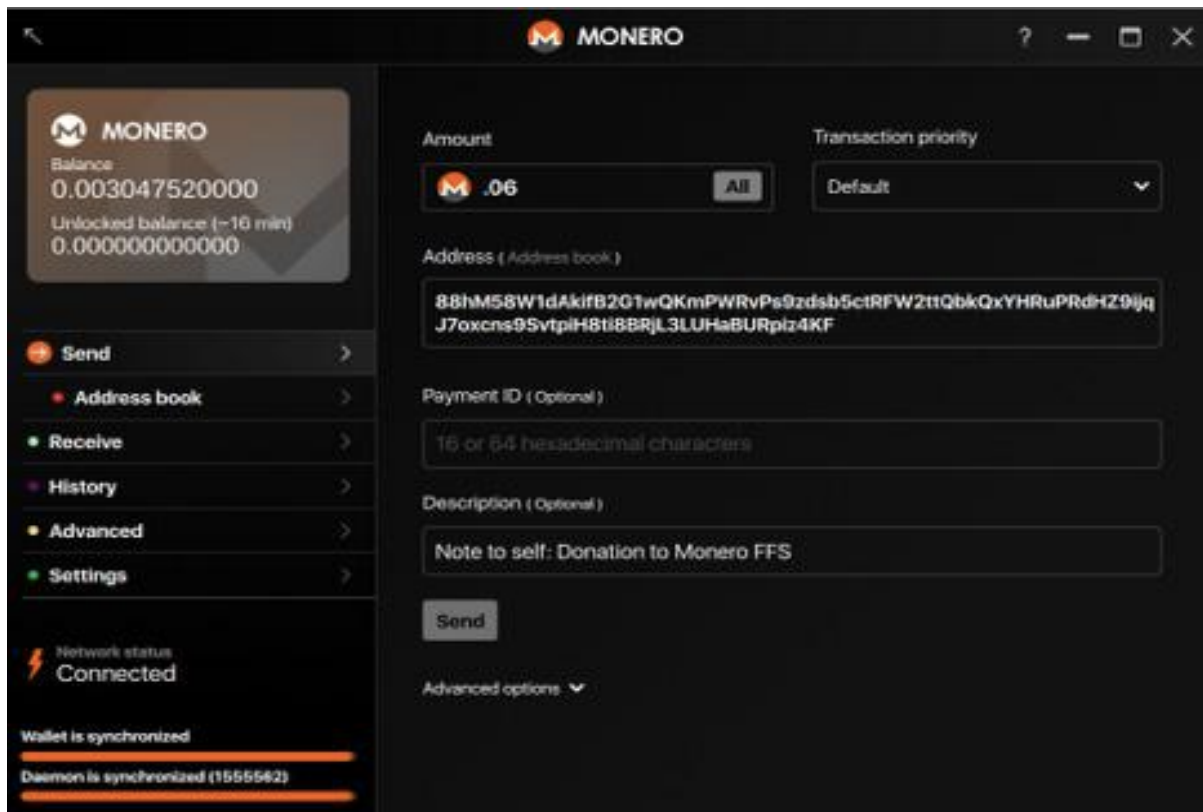 MONERO
?
MONERO
Balance
0.003047520000
Unlocked balance (~16 min)
0.000000000000
Send
Address book
Receive
History
Advanced
Settings
Network status
Connected
Wallet is synchronized
Daemon is synchronized (1555562)
Amount
.06
All
Transaction priority
Default
Address ( Address book )
Payment ID ( Optional )
16 or 64 hexadecimal characters
Description ( Optional )
Note to self: Donation to Monero FFS
Send
Advanced options